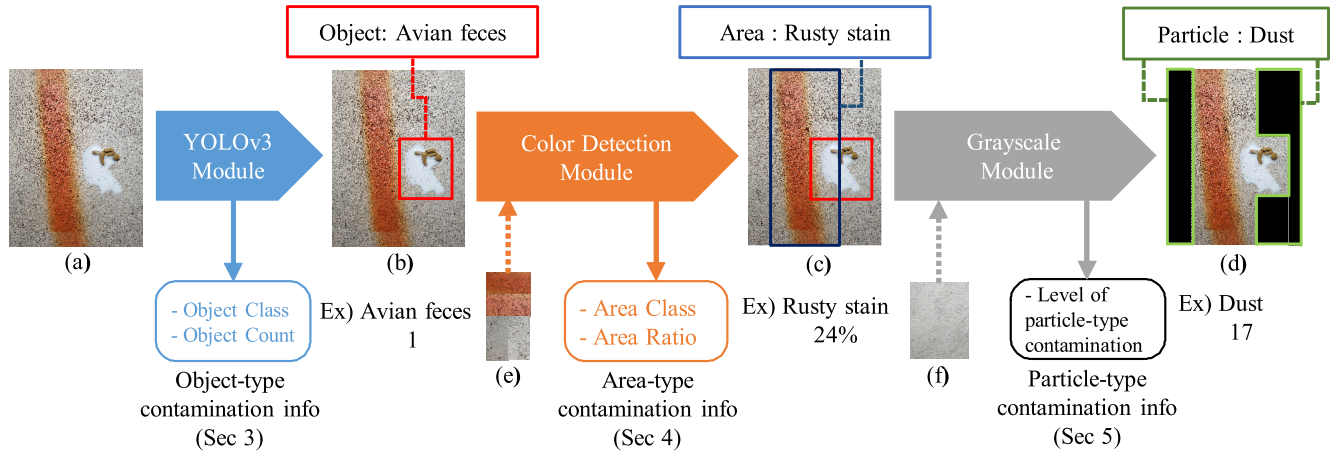 Object: Avian feces
Area : Rusty stain
Particle : Dust
YOLOv3
Module
Color Detection
Module
Grayscale
Module
(a)
(b)
(c)
(d)
- Object Class
- Object Count
Ex) Avian feces
1
(e)
- Area Class
- Area Ratio
Ex) Rusty stain
24%
(f)
- Level of
particle-type
contamination
Ex) Dust
17
Object-type
contamination info
(Sec 3)
Area-type
contamination info
(Sec 4)
Particle-type
contamination info
(Sec 5)